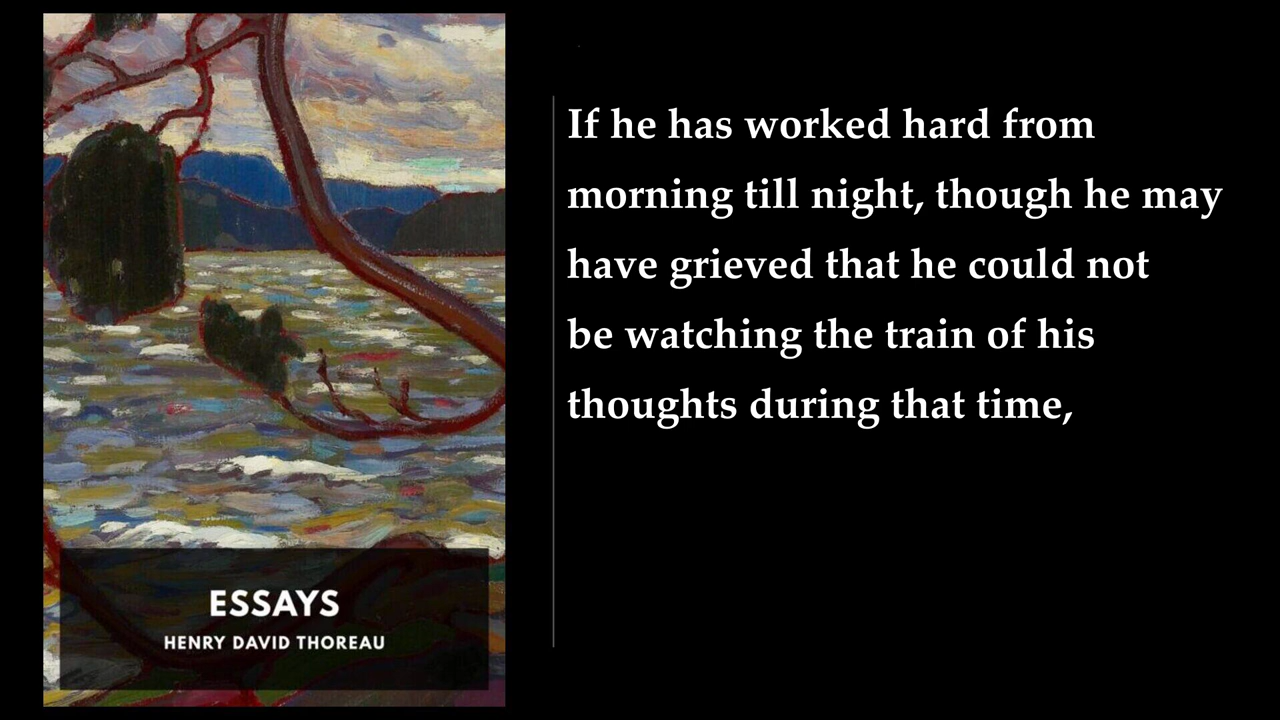 If he has worked hard from
morning till night, though he may
have grieved that he could not
be watching the train of his
thoughts during that time,
ESSAYS
HENRY DAVID THOREAU